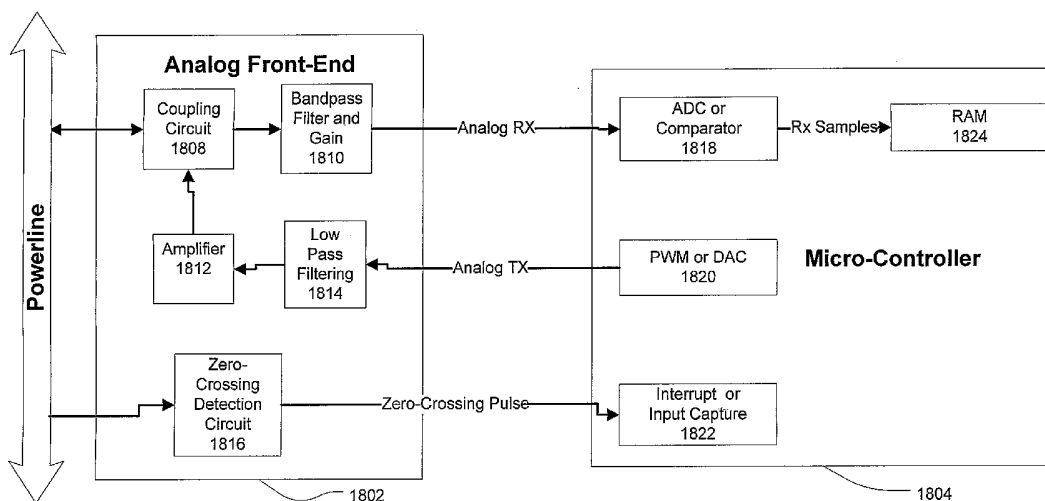 Powerline
Analog Front-End
Coupling
Circuit
1808
Bandpass
Filter and
Gain
1810
Analog RX
ADC or
Comparator
1818
Rx Samples
RAM
1824
Amplifier
1812
Low
Pass
Filtering
1814
Analog TX
PWM or DAC
1820
Micro-Controller
Zero-
Crossing
Detection
Circuit
1816
Zero-Crossing Pulse
Interrupt or
Input Capture
1822
1802
1804